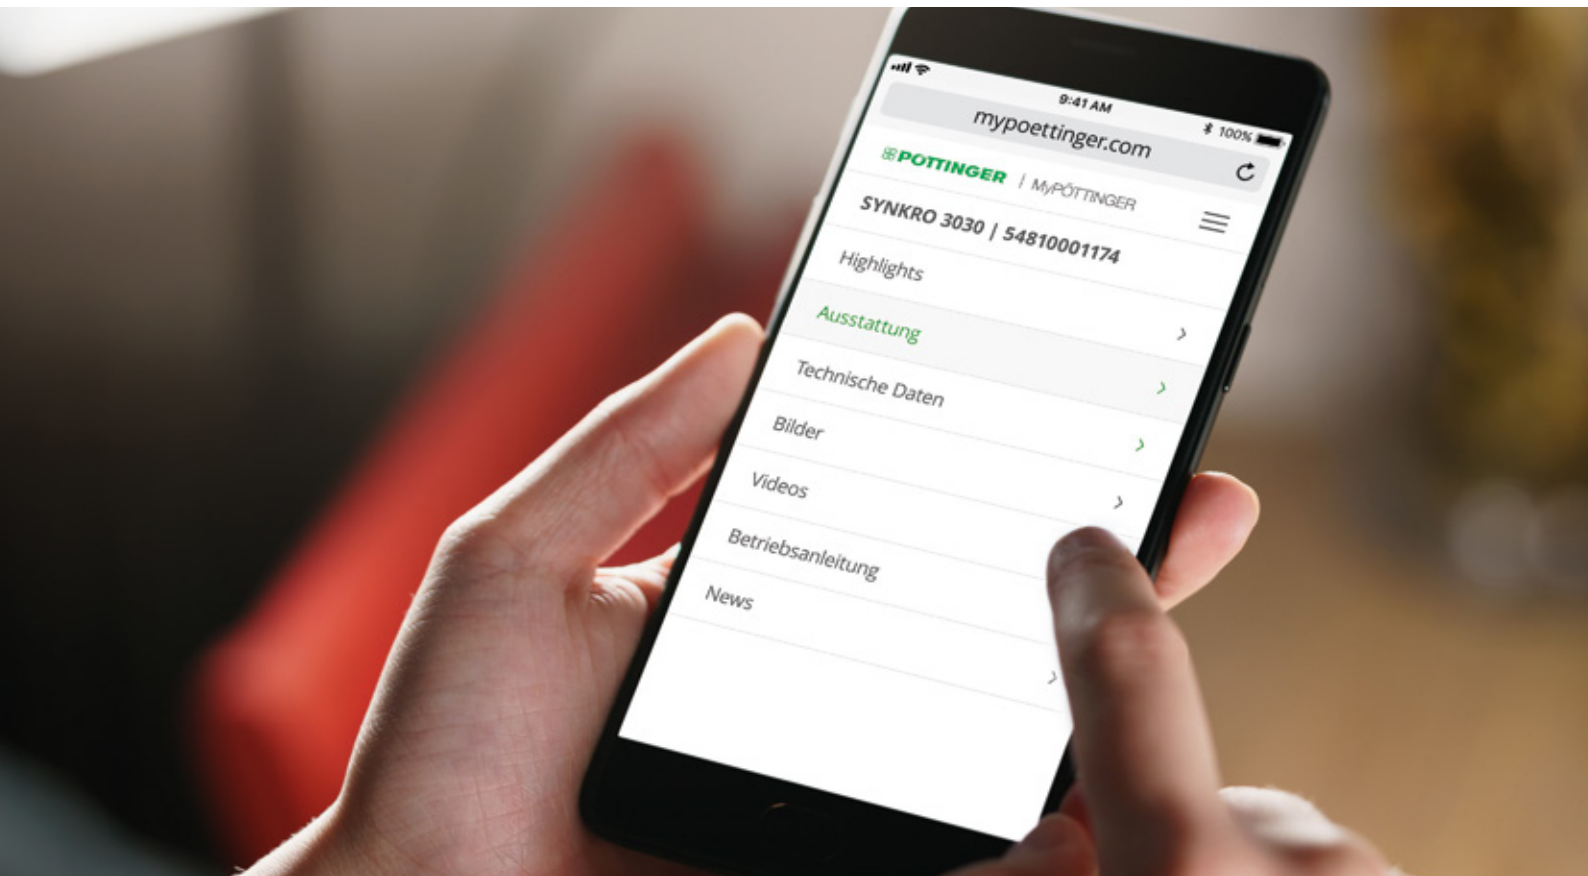 9:41 AM
100%
mypoettinger.com
PÖTTINGER | MyPÖTTINGER
SYNKRO 3030 | 54810001174
Highlights
Ausstattung
Technische Daten
Bilder
Videos
Betriebsanleitung
News